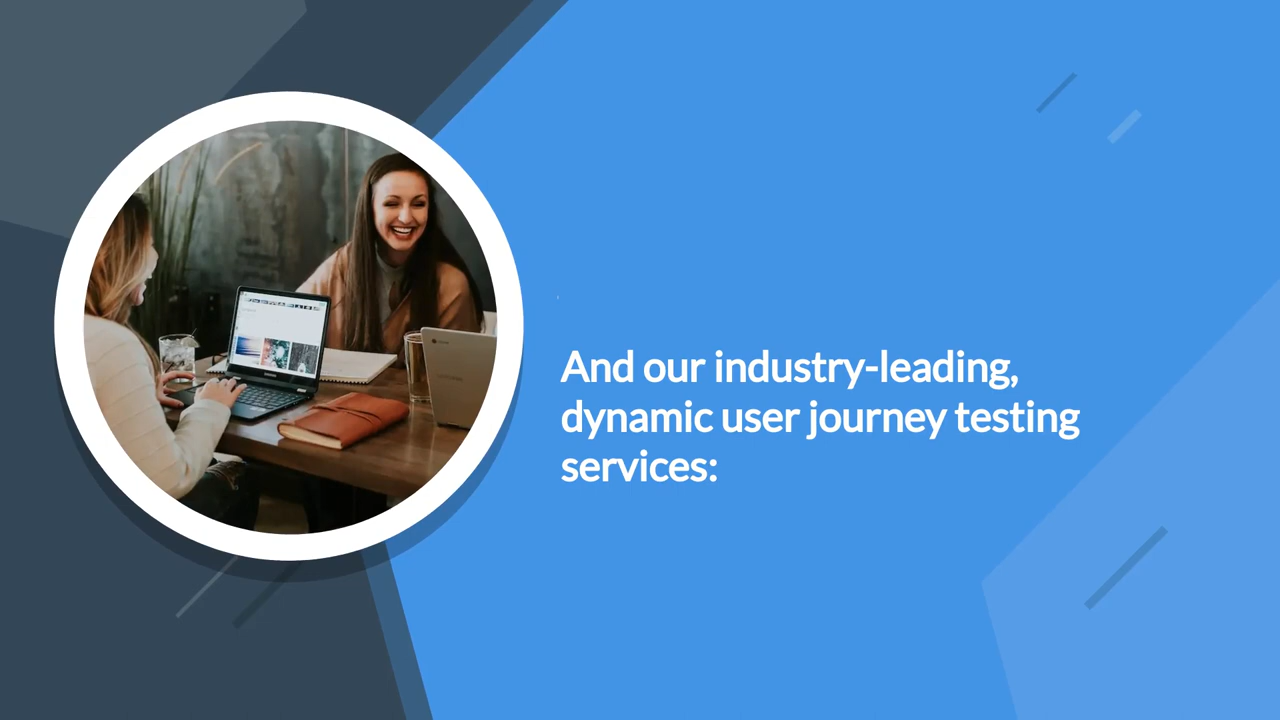 And our industry-leading,
dynamic user journey testing
services: